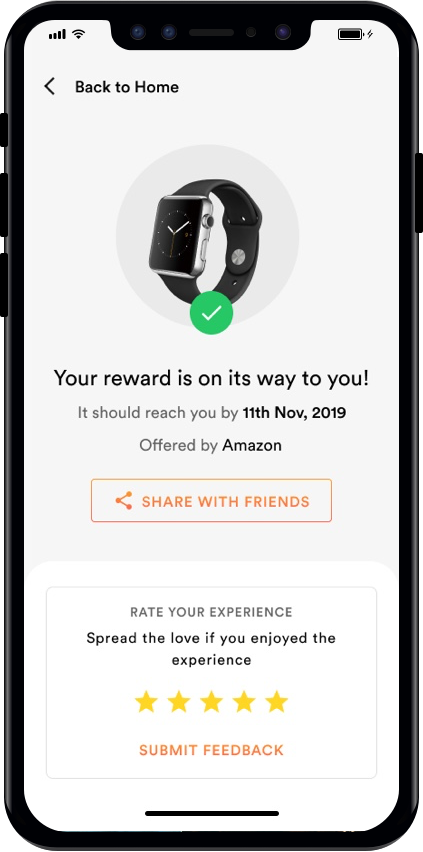 Back to Home
Your reward is on its way to you!
It should reach you by 11th Nov, 2019
Offered by Amazon
SHARE WITH FRIENDS
RATE YOUR EXPERIENCE
Spread the love if you enjoyed the
experience
SUBMIT FEEDBACK